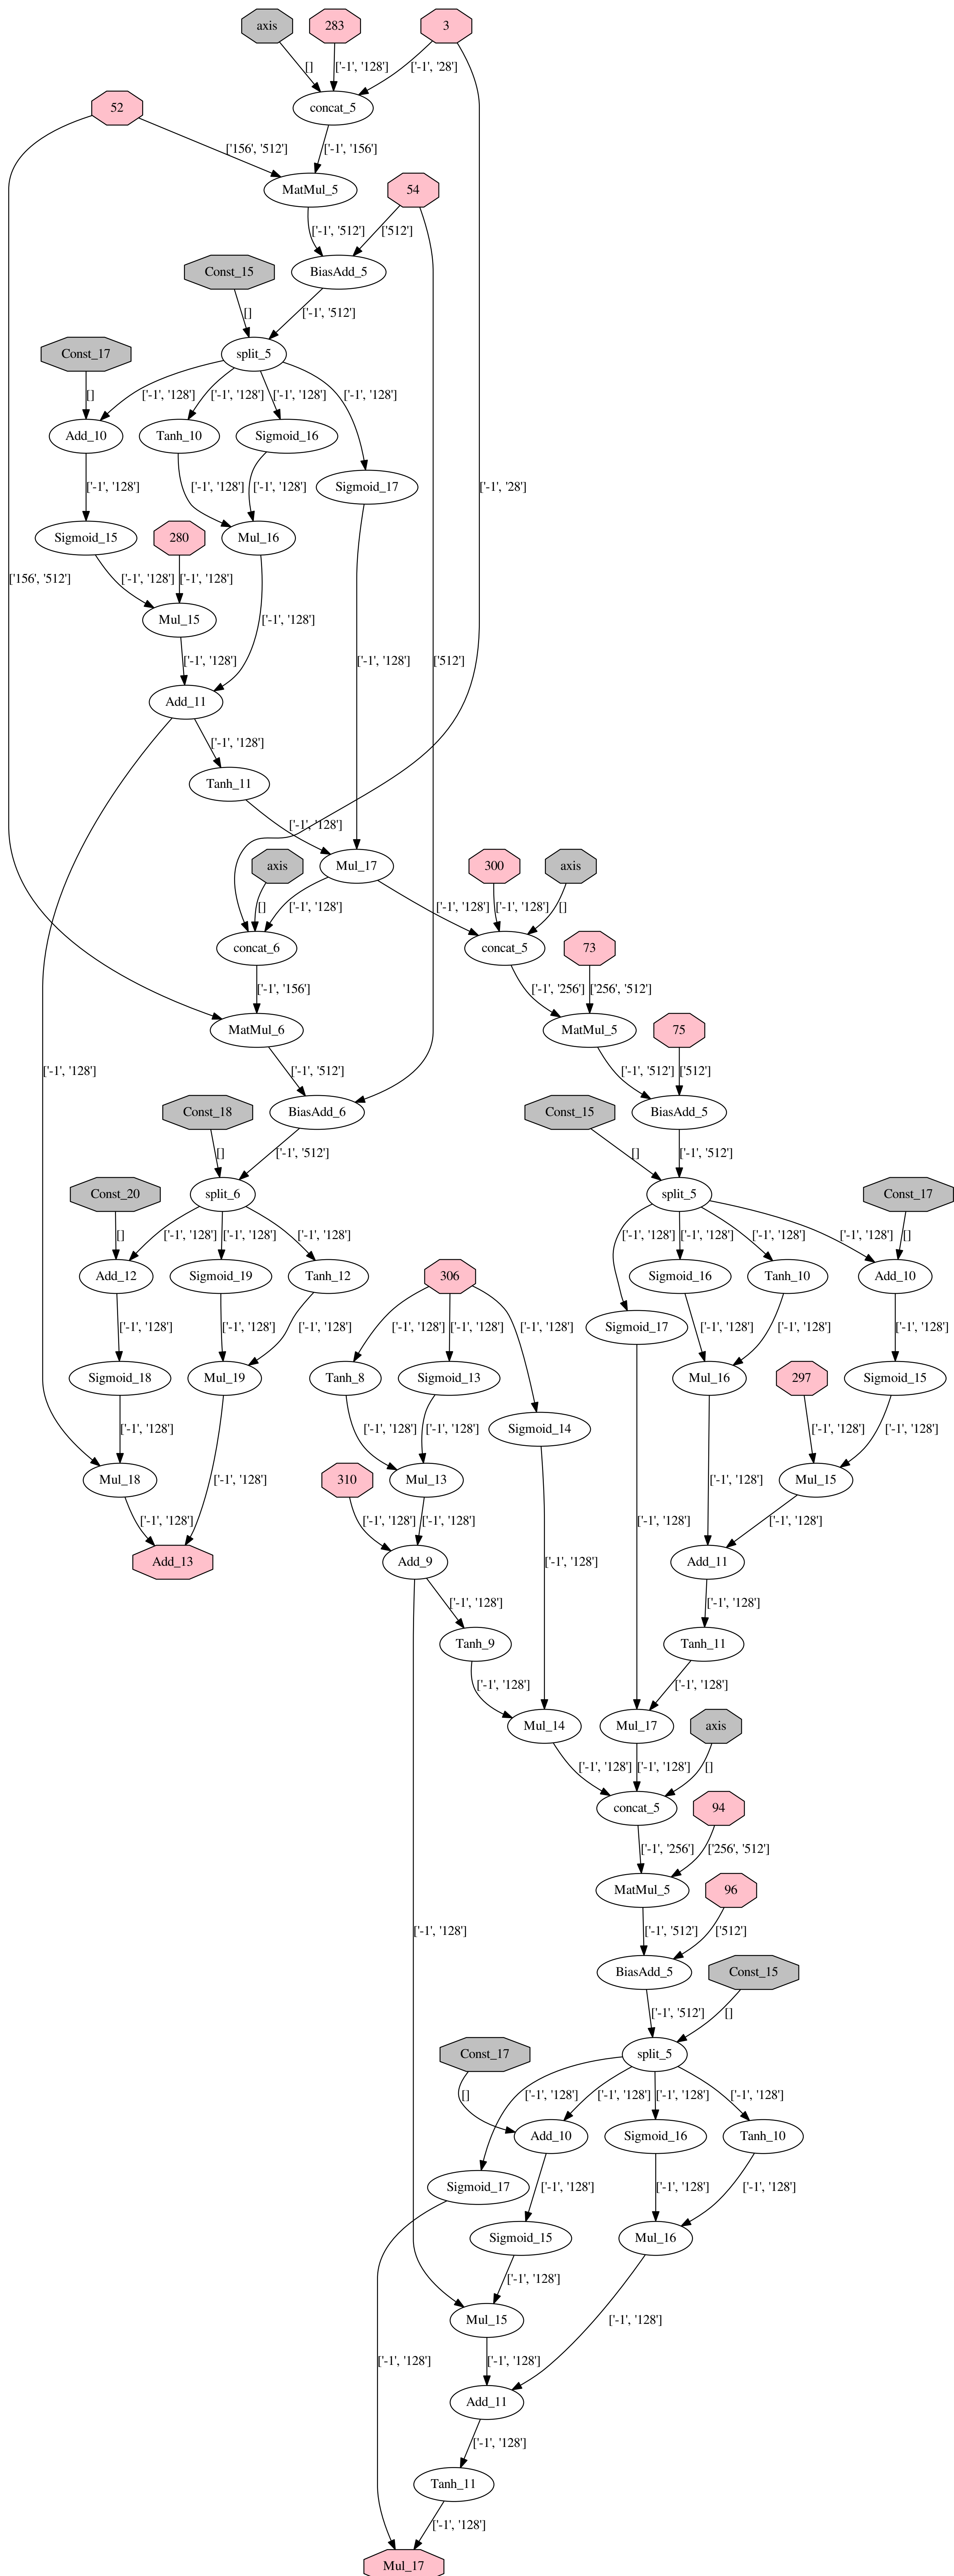 axis
283
3
[]
['-1', '128']
['-1', '28']
52
concat_5
['156', '512']
['-1', '156']
MatMul_5
54
['-1', '512']
['512']
Const_15
BiasAdd_5
[]
['-1', '512']
Const_17
split_5
[]
['-1', '128']
['-1', '128']
['-1', '128']
['-1', '128']
Add_10
Tanh_10
Sigmoid_16
['-1', '128']
['-1', '128']
['-1', '128']
Sigmoid_17
['-1', '28']
Sigmoid_15
280
Mul_16
['156', '512']
['-1', '128']
['-1', '128']
Mul_15
['-1', '128']
['-1', '128']
['-1', '128']
['512']
Add_11
['-1', '128']
Tanh_11
['-1', '128']
axis
Mul_17
300
axis
[]
['-1', '128']
['-1', '128']
['-1', '128']
[]
concat_6
concat_5
73
['-1', '156']
['-1', '256']
['256', '512']
MatMul_6
MatMul_5
75
['-1', '128']
['-1', '512']
['-1', '512']
['512']
Const_18
BiasAdd_6
Const_15
BiasAdd_5
[]
['-1', '512']
[]
['-1', '512']
Const_20
split_6
split_5
Const_17
[]
['-1', '128']
['-1', '128']
['-1', '128']
['-1', '128']
['-1', '128']
['-1', '128']
['-1', '128']
[]
Add_12
Sigmoid_19
Tanh_12
306
Sigmoid_16
Tanh_10
Add_10
['-1', '128']
['-1', '128']
['-1', '128']
['-1', '128']
['-1', '128']
['-1', '128']
Sigmoid_17
['-1', '128']
['-1', '128']
['-1', '128']
Sigmoid_18
Mul_19
Tanh_8
Sigmoid_13
Mul_16
297
Sigmoid_15
['-1', '128']
['-1', '128']
['-1', '128']
Sigmoid_14
['-1', '128']
['-1', '128']
Mul_18
['-1', '128']
310
Mul_13
['-1', '128']
Mul_15
['-1', '128']
['-1', '128']
['-1', '128']
['-1', '128']
['-1', '128']
Add_13
Add_9
['-1', '128']
Add_11
['-1', '128']
['-1', '128']
Tanh_9
Tanh_11
['-1', '128']
['-1', '128']
Mul_14
Mul_17
axis
['-1', '128']
['-1', '128']
[]
concat_5
94
['-1', '256']
['256', '512']
MatMul_5
96
['-1', '128']
['-1', '512']
['512']
BiasAdd_5
Const_15
['-1', '512']
[]
Const_17
split_5
[]
['-1', '128']
['-1', '128']
['-1', '128']
['-1', '128']
Add_10
Sigmoid_16
Tanh_10
Sigmoid_17
['-1', '128']
['-1', '128']
['-1', '128']
Sigmoid_15
Mul_16
['-1', '128']
Mul_15
['-1', '128']
['-1', '128']
['-1', '128']
Add_11
['-1', '128']
Tanh_11
['-1', '128']
Mul_17